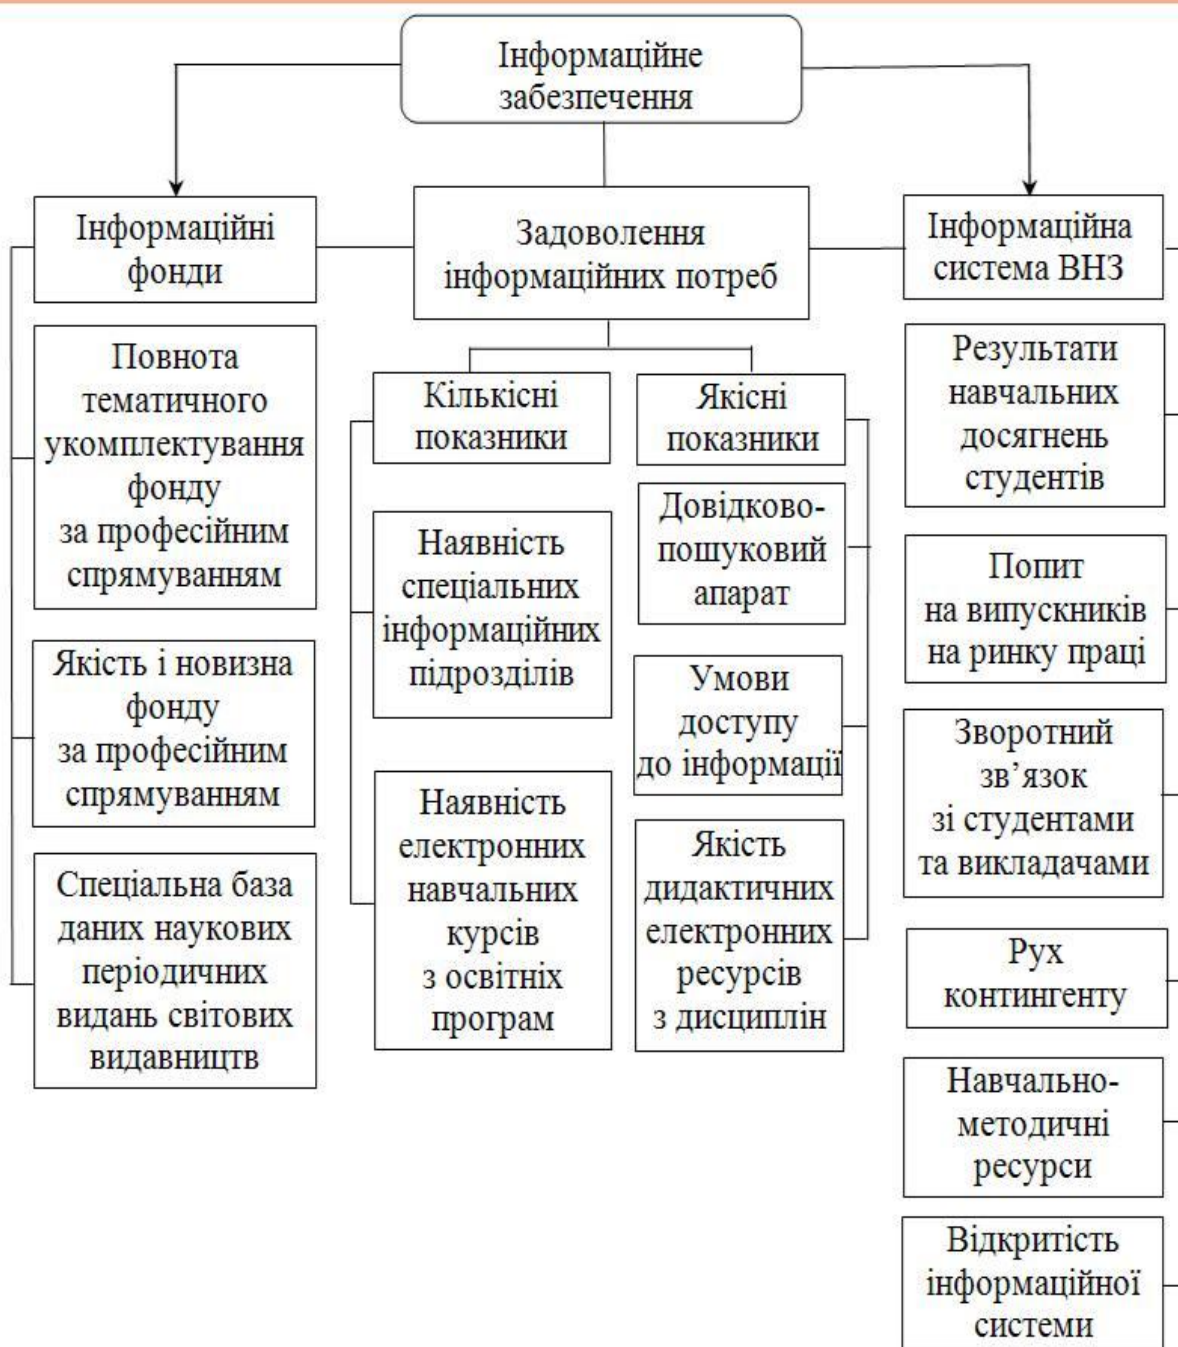 Інформаційне
забезпечення
Інформаційні
фонди
Повнота
тематичного
укомплектування
фонду
за професійним
спрямуванням
Якість і новизна
фонду
за професійним
спрямуванням
Спеціальна база
даних наукових
періодичних
видань світових
видавництв
Задоволення
інформаційних потреб
Кількісні
показники
Наявність
спеціальних
інформаційних
підрозділів
Наявність
електронних
навчальних
курсів
з освітніх
програм
Якісні
показники
Довідково-
пошуковий
апарат
Умови
доступу
до інформації
Якість
дидактичних
електронних
ресурсів
з дисциплін
Інформаційна
система ВНЗ
Результати
навчальних
досягнень
студентів
Попит
на випускників
на ринку праці
Зворотний
зв’язок
зі студентами
та викладачами
Рух
контингенту
Навчально-
методичні
ресурси
Відкритість
інформаційної
системи